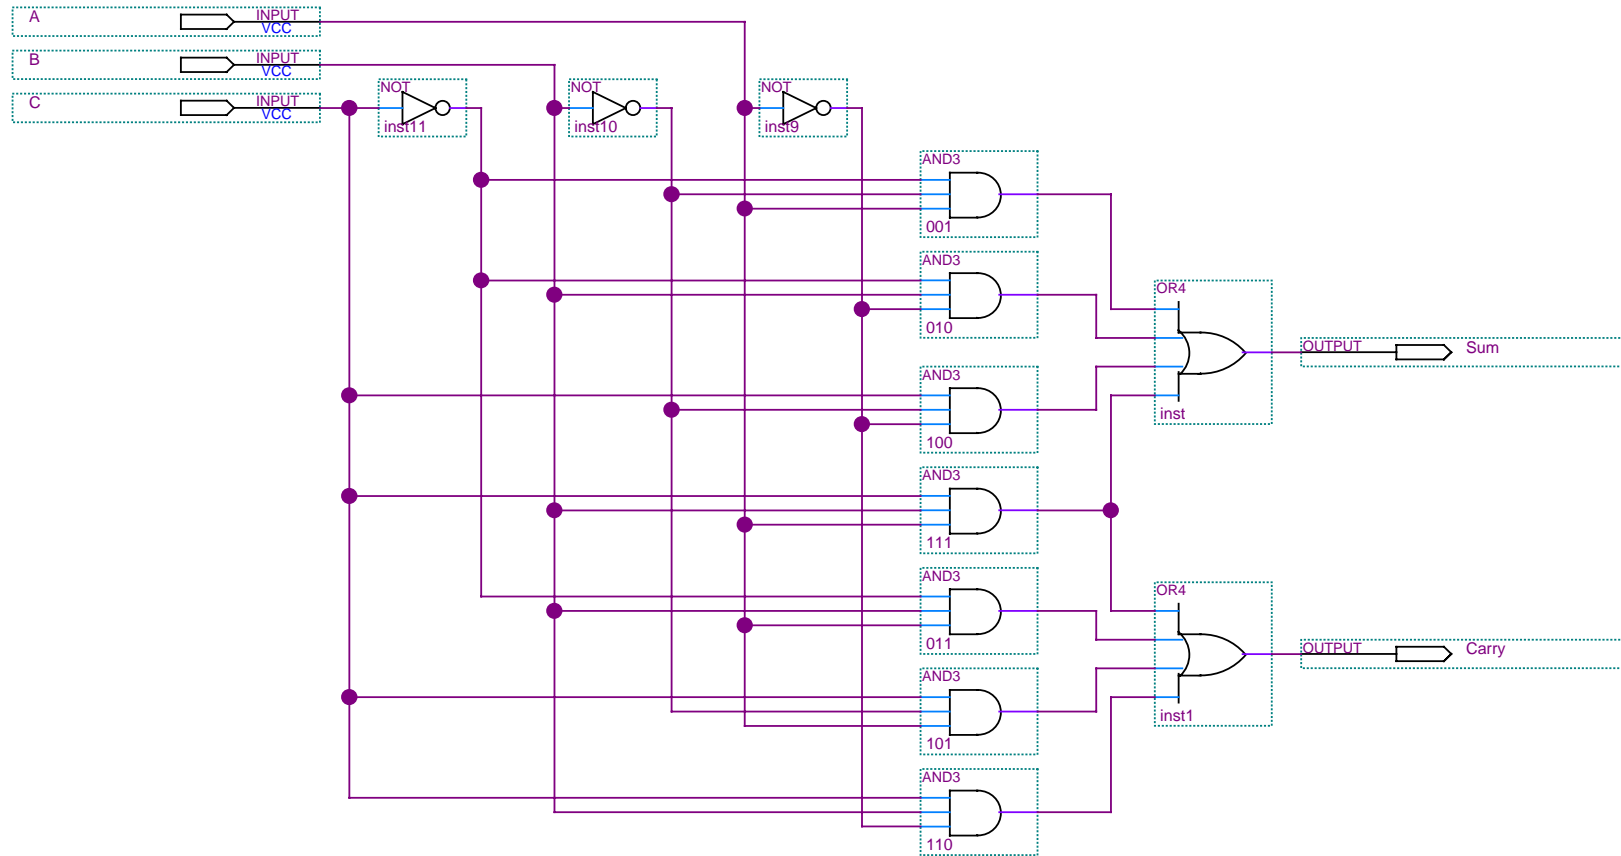 A
INPUT
VCC
B
INPUT
VCC
C
INPUT
VCC
NOT
inst11
NOT
inst10
NOT
inst9
AND3
001
AND3
010
AND3
100
AND3
111
AND3
011
AND3
101
AND3
110
OR4
inst
OUTPUT
Sum
OR4
inst1
OUTPUT
Carry